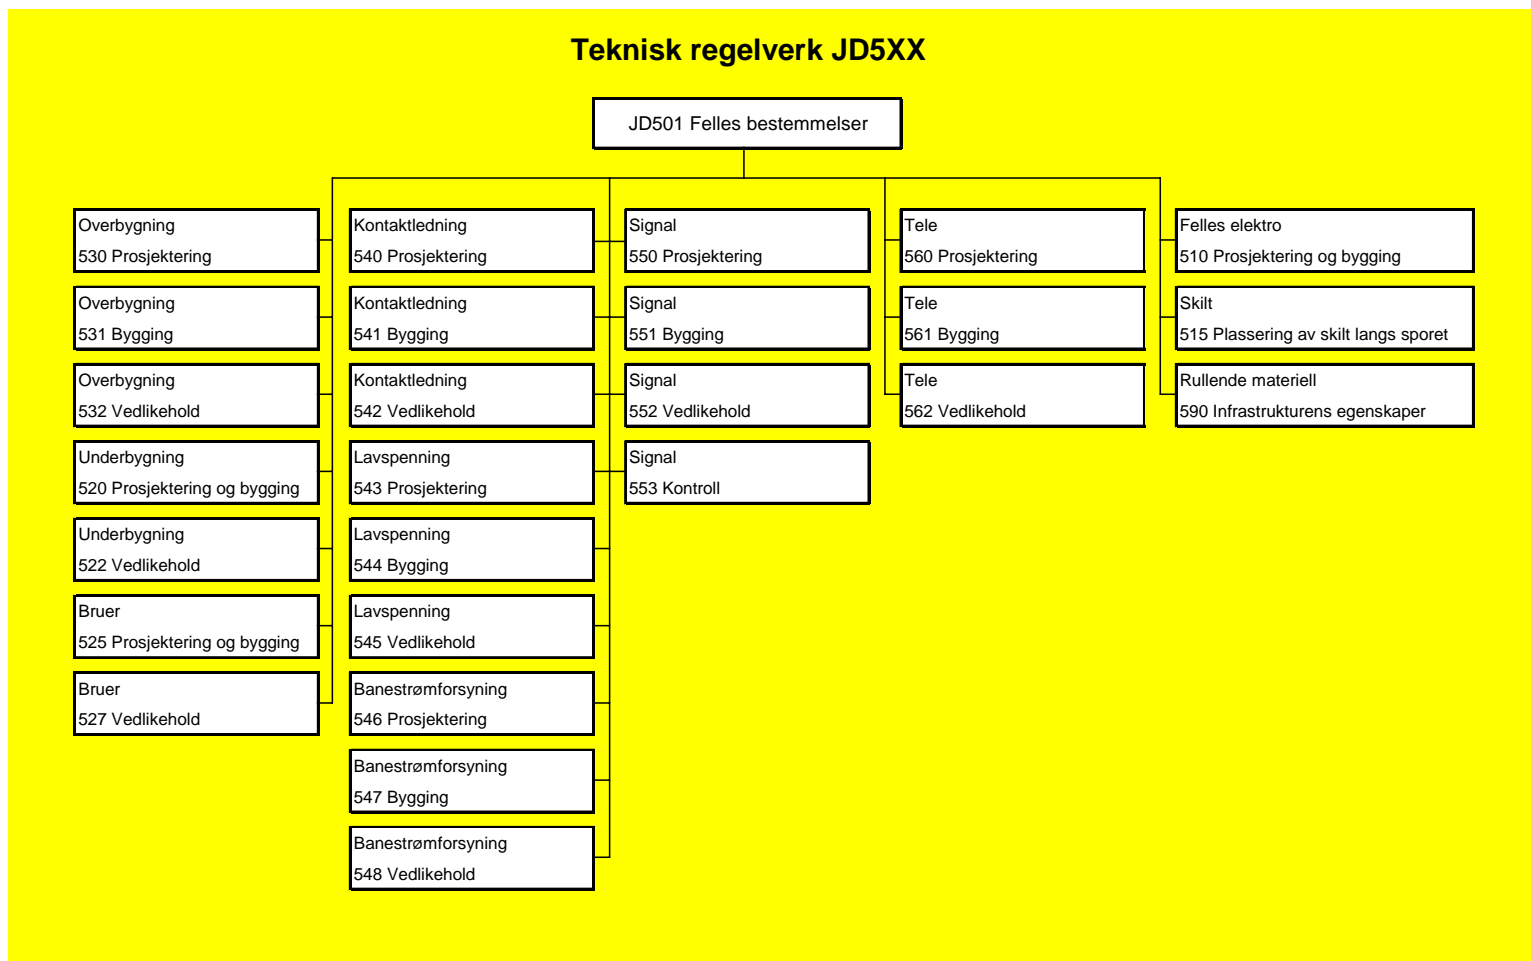 Teknisk regelverk JD5XX
JD501 Felles bestemmelser
Overbygning
530 Prosjektering
Overbygning
531 Bygging
Overbygning
532 Vedlikehold
Underbygning
520 Prosjektering og bygging
Underbygning
522 Vedlikehold
Bruer
525 Prosjektering og bygging
Bruer
527 Vedlikehold
Kontaktledning
540 Prosjektering
Kontaktledning
541 Bygging
Kontaktledning
542 Vedlikehold
Lavspenning
543 Prosjektering
Lavspenning
544 Bygging
Lavspenning
545 Vedlikehold
Banestrømforsyning
546 Prosjektering
Banestrømforsyning
547 Bygging
Banestrømforsyning
548 Vedlikehold
Signal
550 Prosjektering
Signal
551 Bygging
Signal
552 Vedlikehold
Signal
553 Kontroll
Tele
560 Prosjektering
Tele
561 Bygging
Tele
562 Vedlikehold
Felles elektro
510 Prosjektering og bygging
Skilt
515 Plassering av skilt langs sporet
Rullende materiell
590 Infrastrukturens egenskaper